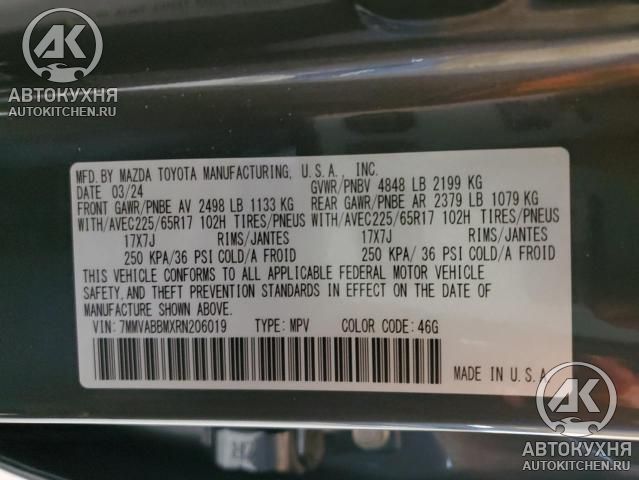 АК
АВТОКУХНЯ
AUTOKITCHEN.RU
MFD.BY MAZDA TOYOTA MANUFACTURING, U.S.A., INC.
DATE 03/24 GVWR/PNBV 4848 LB 2199 KG
FRONT GAWR/PNBE AV 2498 LB 1133 KG REAR GAWR/PNBE AR 2379 LB 1079 KG
WITH/AVEC225/65R17 102H TIRES/PNEUS WITH/AVEC225/65R17 102H TIRES/PNEUS
17X7J RIMS/JANTES 17X7J RIMS/JANTES
250 KPA/36 PSI COLD/A FROID 250 KPA/ 36 PSI COLD/A FROID
THIS VEHICLE CONFORMS TO ALL APPLICABLE FEDERAL MOTOR VEHICLE
SAFETY, AND THEFT PREVENTION STANDARDS IN EFFECT ON THE DATE OF
MANUFACTURE SHOWN ABOVE.
VIN: 7MMVABBMXRN206019 TYPE: MPV COLOR CODE: 46G
MADE IN U.S.A.
АК
АВТОКУХНЯ
AUTOKITCHEN.RU